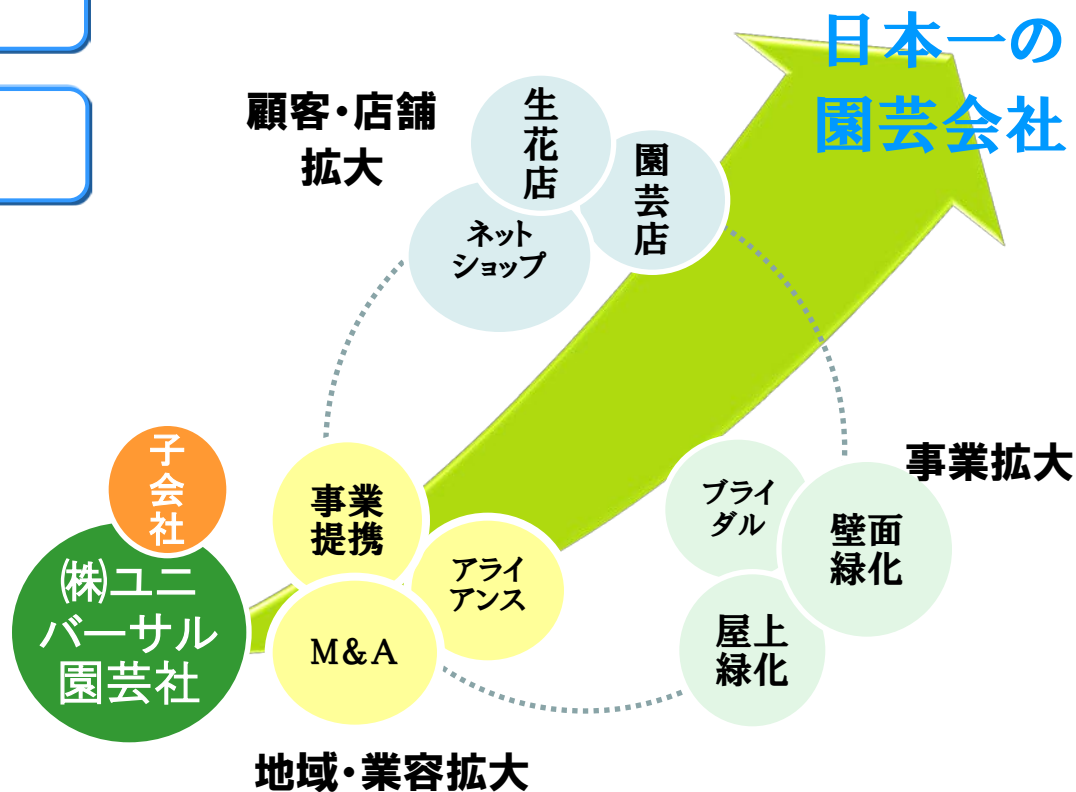 日本一の
園芸会社
顧客・店舗
拡大
生花店
園芸店
ネット
ショップ
事業拡大
ブライ
ダル
壁面
緑化
屋上
緑化
子会社
㈱ユニ
バーサル
園芸社
事業
提携
アライ
アンス
M&A
地域・業容拡大